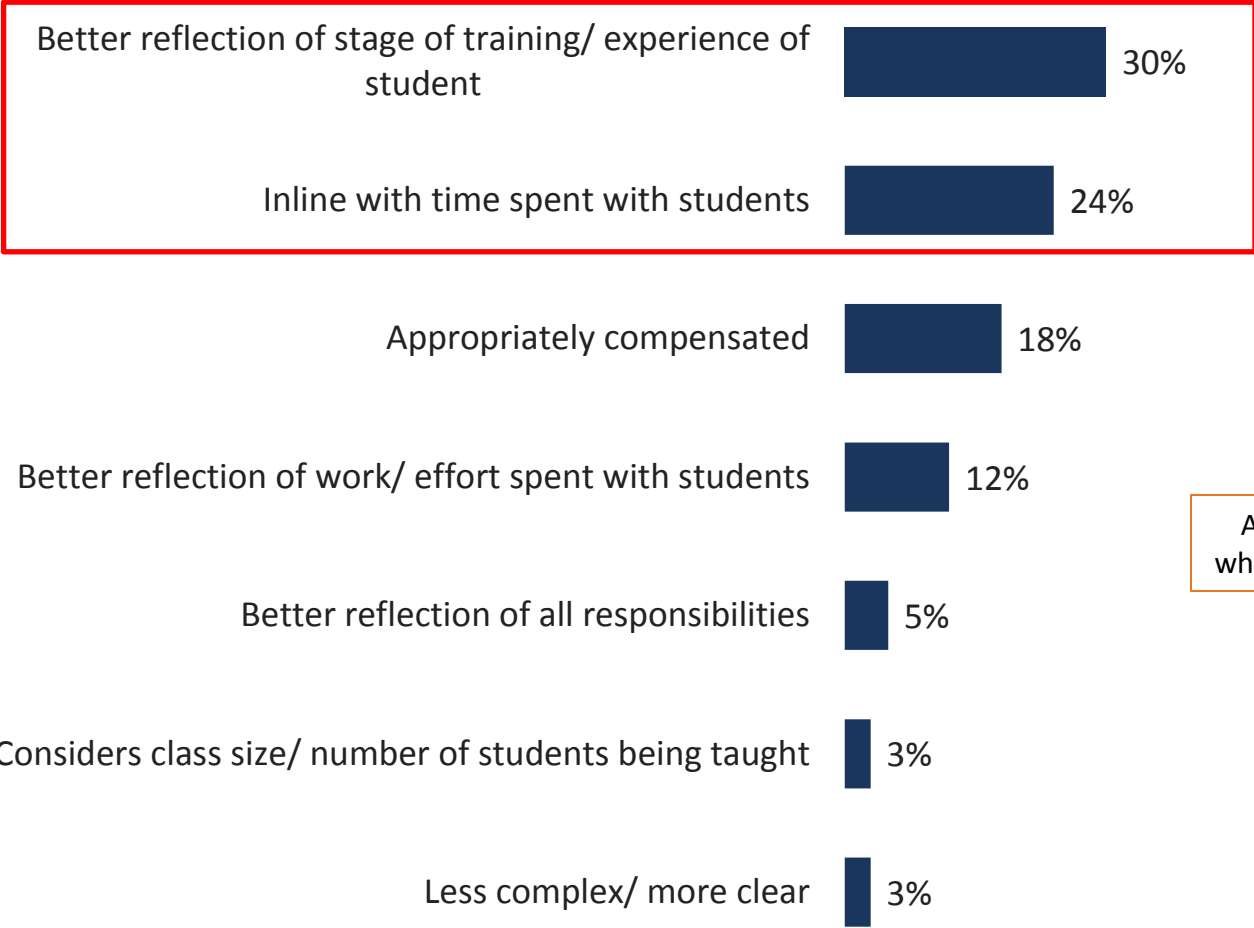 Better reflection of stage of training/ experience of
student
30%
Inline with time spent with students
24%
Appropriately compensated
18%
Better reflection of work/ effort spent with students
12%
Better reflection of all responsibilities
5%
Considers class size/ number of students being taught
3%
Less complex/ more clear
3%